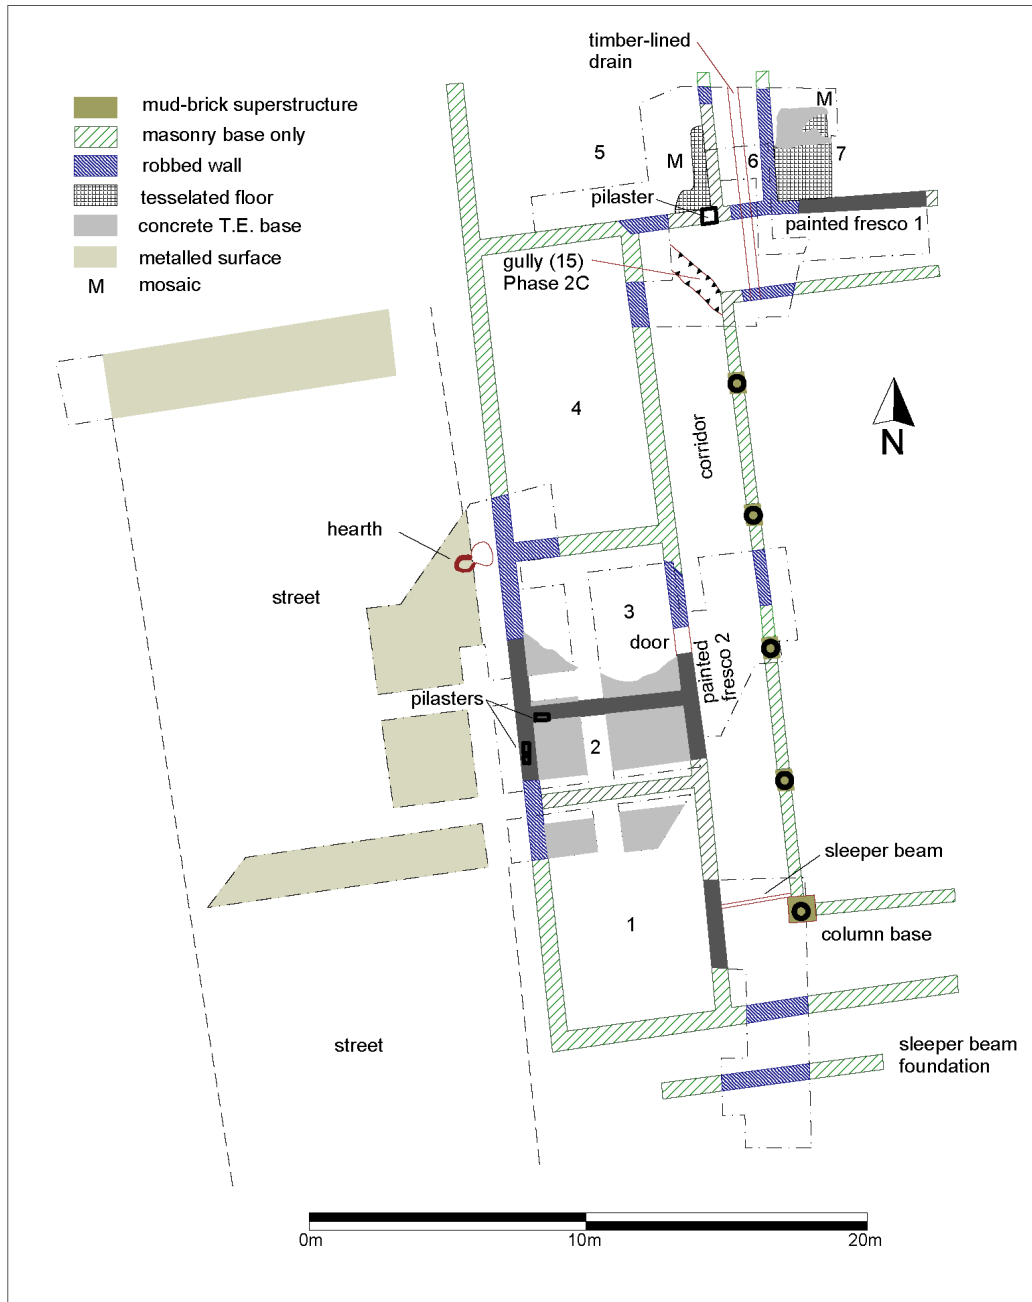 timber-lined
drain
mud-brick superstructure
masonry base only
robbed wall
tesselated floor
concrete T.E. base
metalled surface
M mosaic
M
5
M
6
7
pilaster
painted fresco 1
gully (15)
Phase 2C
4
corridor
N
hearth
street
3
door
painted
fresco 2
pilasters
2
sleeper beam
1
column base
street
sleeper beam
foundation
0m
10m
20m